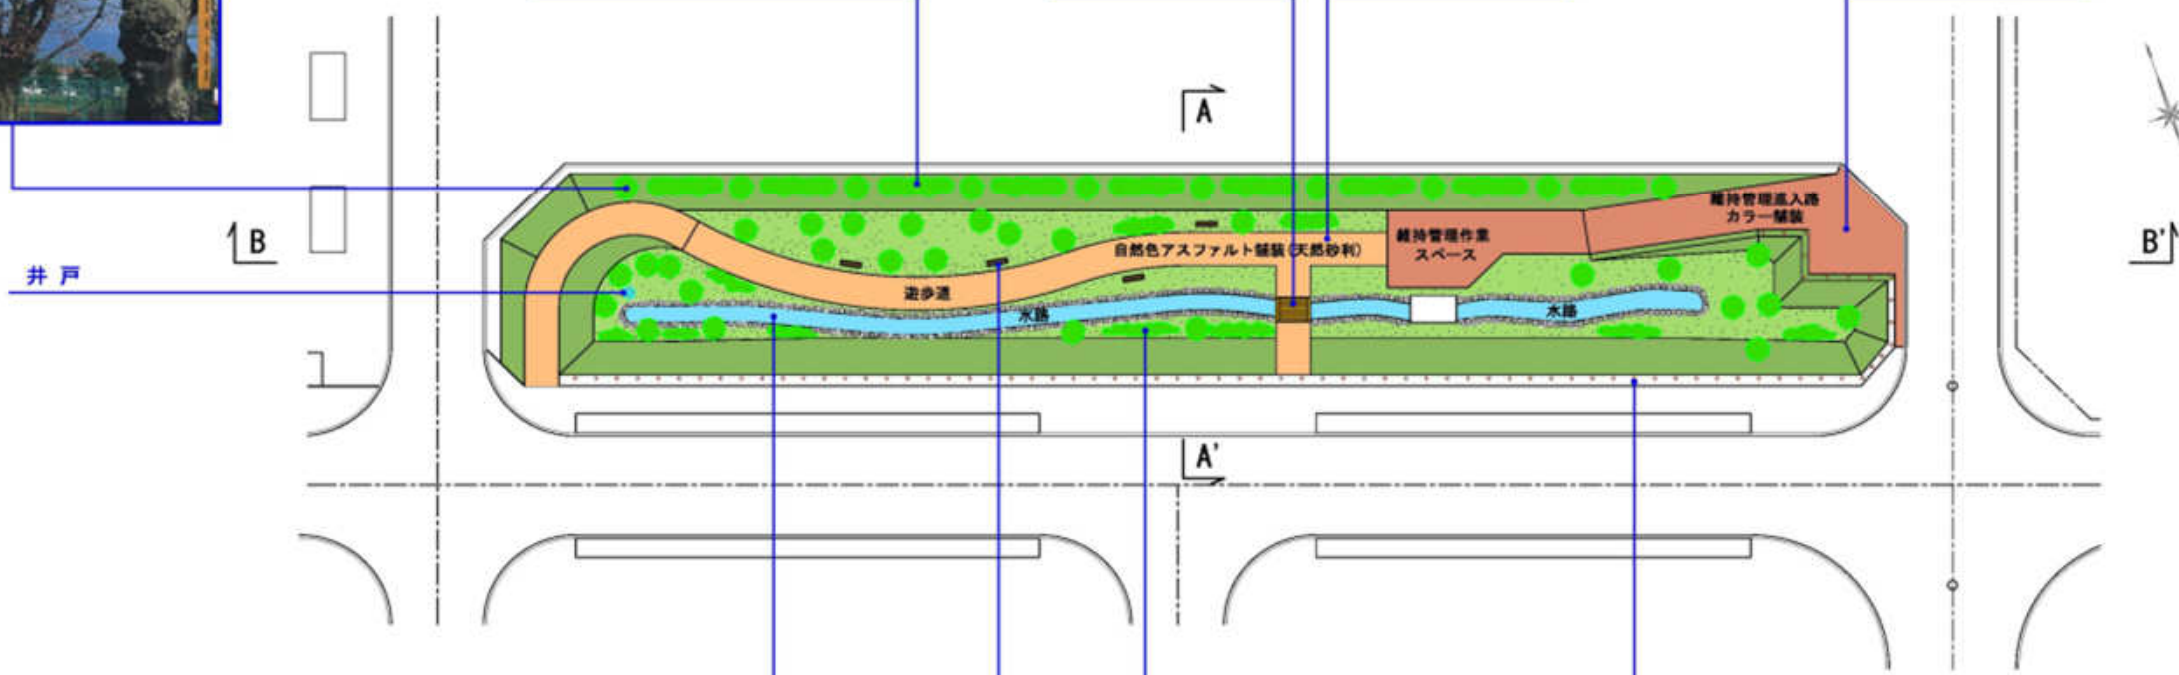 A
維持管理進入路
カラー舗装
B
維持管理作業
スペース
B'
自然色アスファルト舗装(天然砂利)
井戸
遊歩道
水路
水路
A'